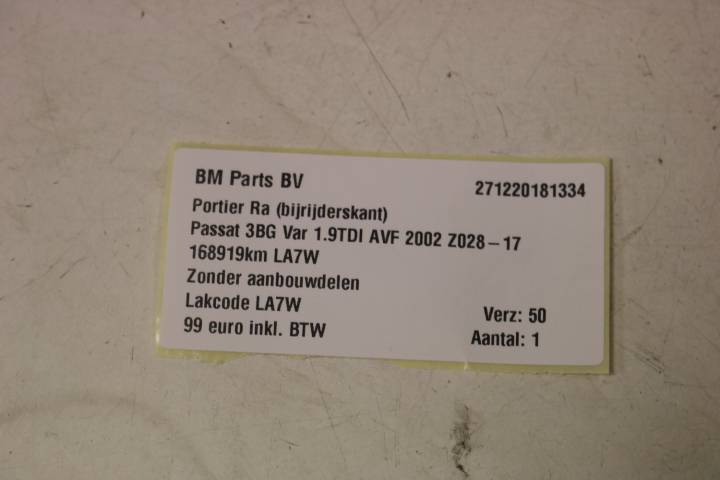 BM Parts BV 271220181334
Portier Ra (bijrijderskant)
Passat 3BG Var 1.9TDI AVF 2002 Z028-17
168919km LA7W
Zonder aanbouwdelen
Lakcode LA7W Verz: 50
99 euro inkl. BTW Aantal: 1